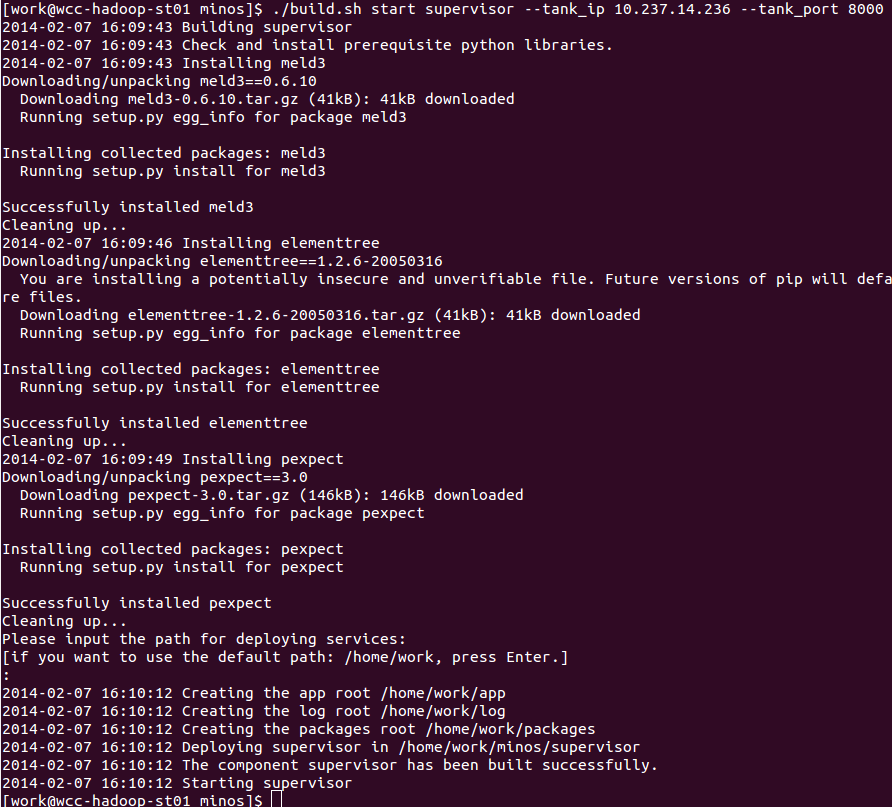 [work@wcc-hadoop-st01 minos]$ ./build.sh start supervisor --tank_ip 10.237.14.236 --tank_port 8000
2014-02-07 16:09:43 Building supervisor
2014-02-07 16:09:43 Check and install prerequisite python libraries.
2014-02-07 16:09:43 Installing meld3
Downloading/unpacking meld3==0.6.10
  Downloading meld3-0.6.10.tar.gz (41kB): 41kB downloaded
  Running setup.py egg_info for package meld3

Installing collected packages: meld3
  Running setup.py install for meld3

Successfully installed meld3
Cleaning up...
2014-02-07 16:09:46 Installing elementtree
Downloading/unpacking elementtree==1.2.6-20050316
  You are installing a potentially insecure and unverifiable file. Future versions of pip will defa
re files.
  Downloading elementtree-1.2.6-20050316.tar.gz (41kB): 41kB downloaded
  Running setup.py egg_info for package elementtree

Installing collected packages: elementtree
  Running setup.py install for elementtree

Successfully installed elementtree
Cleaning up...
2014-02-07 16:09:49 Installing pexpect
Downloading/unpacking pexpect==3.0
  Downloading pexpect-3.0.tar.gz (146kB): 146kB downloaded
  Running setup.py egg_info for package pexpect

Installing collected packages: pexpect
  Running setup.py install for pexpect

Successfully installed pexpect
Cleaning up...
Please input the path for deploying services:
[if you want to use the default path: /home/work, press Enter.]
:
2014-02-07 16:10:12 Creating the app root /home/work/app
2014-02-07 16:10:12 Creating the log root /home/work/log
2014-02-07 16:10:12 Creating the packages root /home/work/packages
2014-02-07 16:10:12 Deploying supervisor in /home/work/minos/supervisor
2014-02-07 16:10:12 The component supervisor has been built successfully.
2014-02-07 16:10:12 Starting supervisor
[work@wcc-hadoop-st01 minos]$